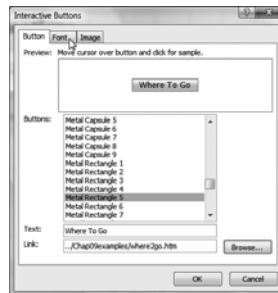 Interactive Buttons
Button Font Image
Preview: Move cursor over button and click for sample.
Where To Go
Buttons:
Metal Capsule 5
Metal Capsule 6
Metal Capsule 7
Metal Capsule 8
Metal Capsule 9
Metal Rectangle 1
Metal Rectangle 2
Metal Rectangle 3
Metal Rectangle 4
Metal Rectangle 5
Metal Rectangle 6
Metal Rectangle 7
Text: Where To Go
Link: ../Chap09examples/where2go.htm Browse...
OK Cancel